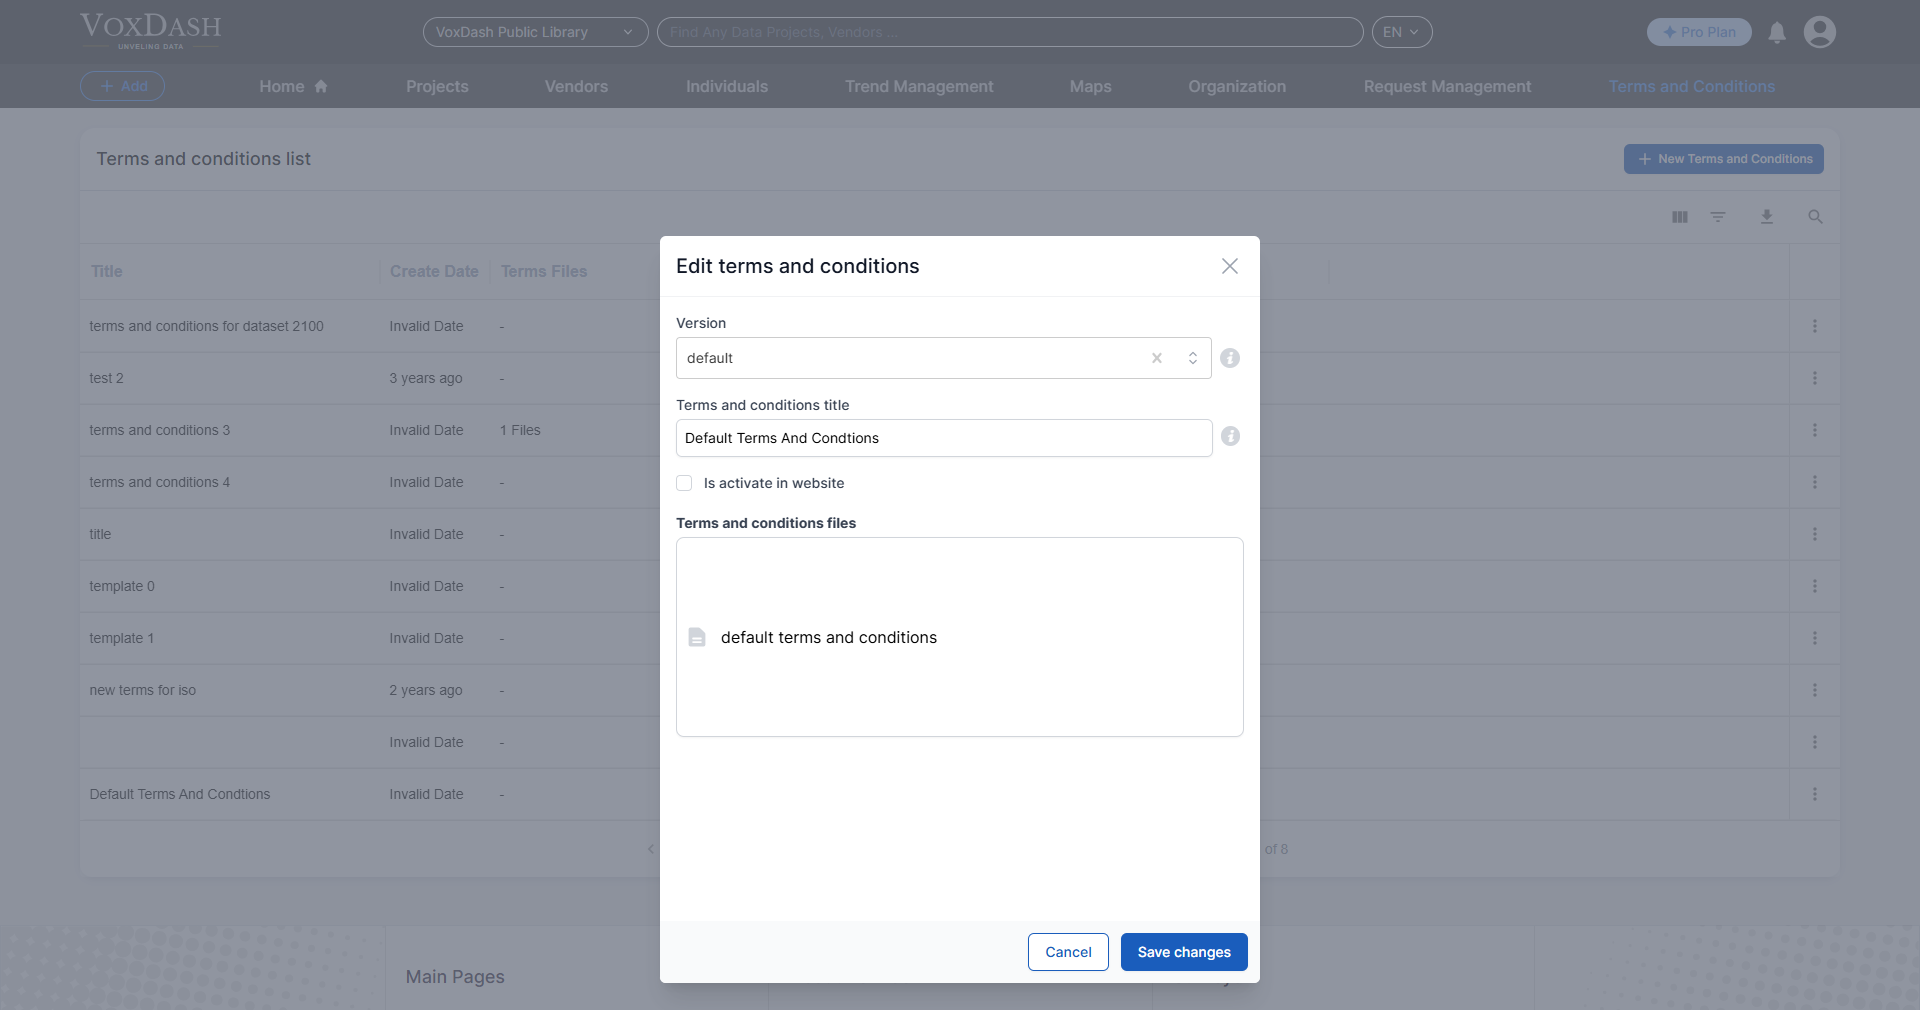 VOXDASH
UNVEILING DATA
VoxDash Public Library
Find Any Data Projects, Vendors ...
EN
Pro Plan
+ Add
Home
Projects
Vendors
Individuals
Trend Management
Maps
Organization
Request Management
Terms and Conditions
Terms and conditions list
+ New Terms and Conditions
Title
Create Date
Terms Files
terms and conditions for dataset 2100
Invalid Date
-
test 2
3 years ago
-
terms and conditions 3
Invalid Date
1 Files
terms and conditions 4
Invalid Date
-
title
Invalid Date
-
template 0
Invalid Date
-
template 1
Invalid Date
-
new terms for iso
2 years ago
-
Invalid Date
-
Default Terms And Condtions
Invalid Date
-
of 8
Edit terms and conditions
Version
default
Terms and conditions title
Default Terms And Condtions
Is activate in website
Terms and conditions files
default terms and conditions
Cancel
Save changes
Main Pages